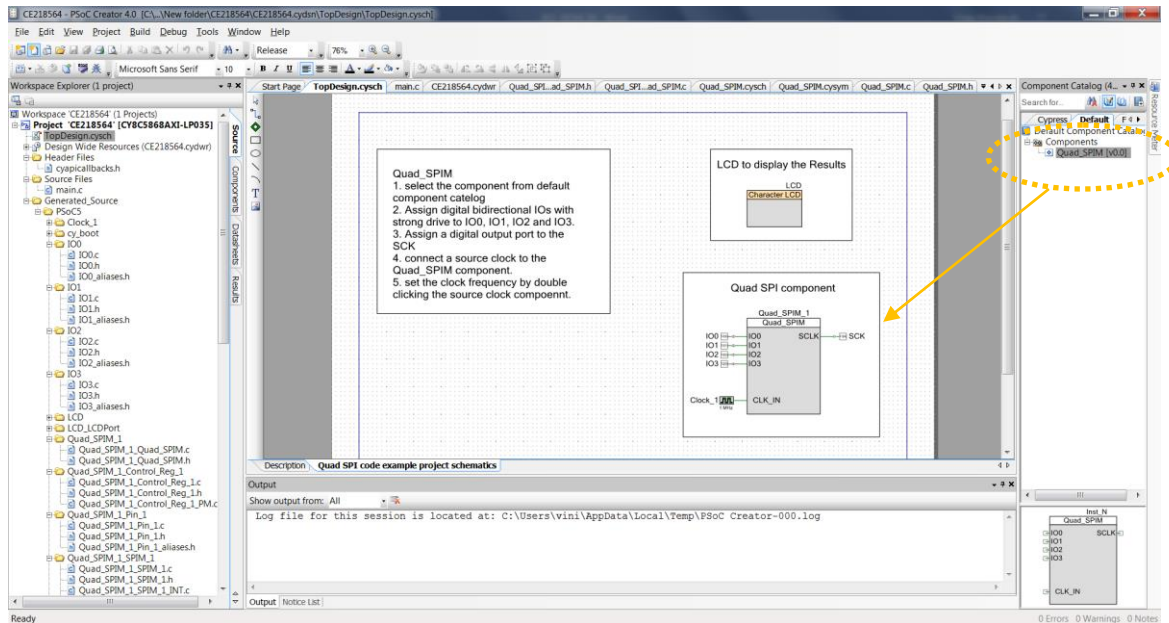 CE218564 - PSoC Creator 4.0 [C:\...\New folder\CE218564\CE218564.cydsn\TopDesign\TopDesign.cysch]
File Edit View Project Build Debug Tools Window Help
Release 76%
Microsoft Sans Serif 10 B I U
Workspace Explorer (1 project)
Workspace 'CE218564' (1 Projects)
Project 'CE218564' [CY8C5868AXI-LP035]
TopDesign.cysch
Design Wide Resources (CE218564.cydwr)
Header Files
cyapicallbacks.h
Source Files
main.c
Generated_Source
PSoC5
Clock_1
cy_boot
IO0
IO0.c
IO0.h
IO0_aliases.h
IO1
IO1.c
IO1.h
IO1_aliases.h
IO2
IO2.c
IO2.h
IO2_aliases.h
IO3
IO3.c
IO3.h
IO3_aliases.h
LCD
LCD_LCDPort
Quad_SPIM_1
Quad_SPIM_1_Quad_SPIM.c
Quad_SPIM_1_Quad_SPIM.h
Quad_SPIM_1_Control_Reg_1
Quad_SPIM_1_Control_Reg_1.c
Quad_SPIM_1_Control_Reg_1.h
Quad_SPIM_1_Control_Reg_1_PM.c
Quad_SPIM_1_Pin_1
Quad_SPIM_1_Pin_1.c
Quad_SPIM_1_Pin_1.h
Quad_SPIM_1_Pin_1_aliases.h
Quad_SPIM_1_SPIM_1
Quad_SPIM_1_SPIM_1.c
Quad_SPIM_1_SPIM_1.h
Quad_SPIM_1_SPIM_1_INT.c
Source
Components
Datasheets
Results
Start Page TopDesign.cysch main.c CE218564.cydwr Quad_SPI...ad_SPIM.h Quad_SPI...ad_SPIM.c Quad_SPIM.cysch Quad_SPIM.cysym Quad_SPIM.c Quad_SPIM.h
T
Quad_SPIM
1. select the component from default
component catelog
2. Assign digital bidirectional IOs with
strong drive to IO0, IO1, IO2 and IO3.
3. Assign a digital output port to the
SCK
4. connect a source clock to the
Quad_SPIM component.
5. set the clock frequency by double
clicking the source clock compoennt.
LCD to display the Results
LCD
Character LCD
Quad SPI component
Quad_SPIM_1
Quad_SPIM
IO0 IO0 SCLK SCK
IO1 IO1
IO2 IO2
IO3 IO3
Clock_1 CLK_IN
1 MHz
Description Quad SPI code example project schematics
Output
Show output from: All
Log file for this session is located at: C:\Users\vini\AppData\Local\Temp\PSoC Creator-000.log
Output Notice List
Component Catalog (4...
Search for...
Cypress Default F
Default Component Catalog
Components
Quad_SPIM [v0.0]
Resource Meter
Inst_N
Quad_SPIM
IO0 SCLK
IO1
IO2
IO3
CLK_IN
Ready
0 Errors 0 Warnings 0 Notes